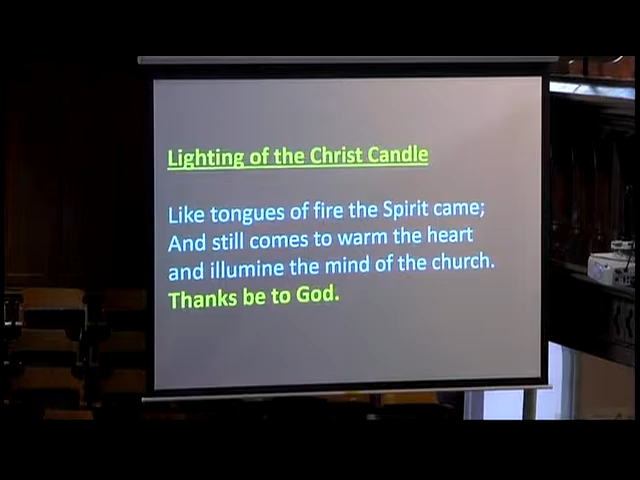 Lighting of the Christ Candle
Like tongues of fire the Spirit came;
And still comes to warm the heart
and illumine the mind of the church.
Thanks be to God.